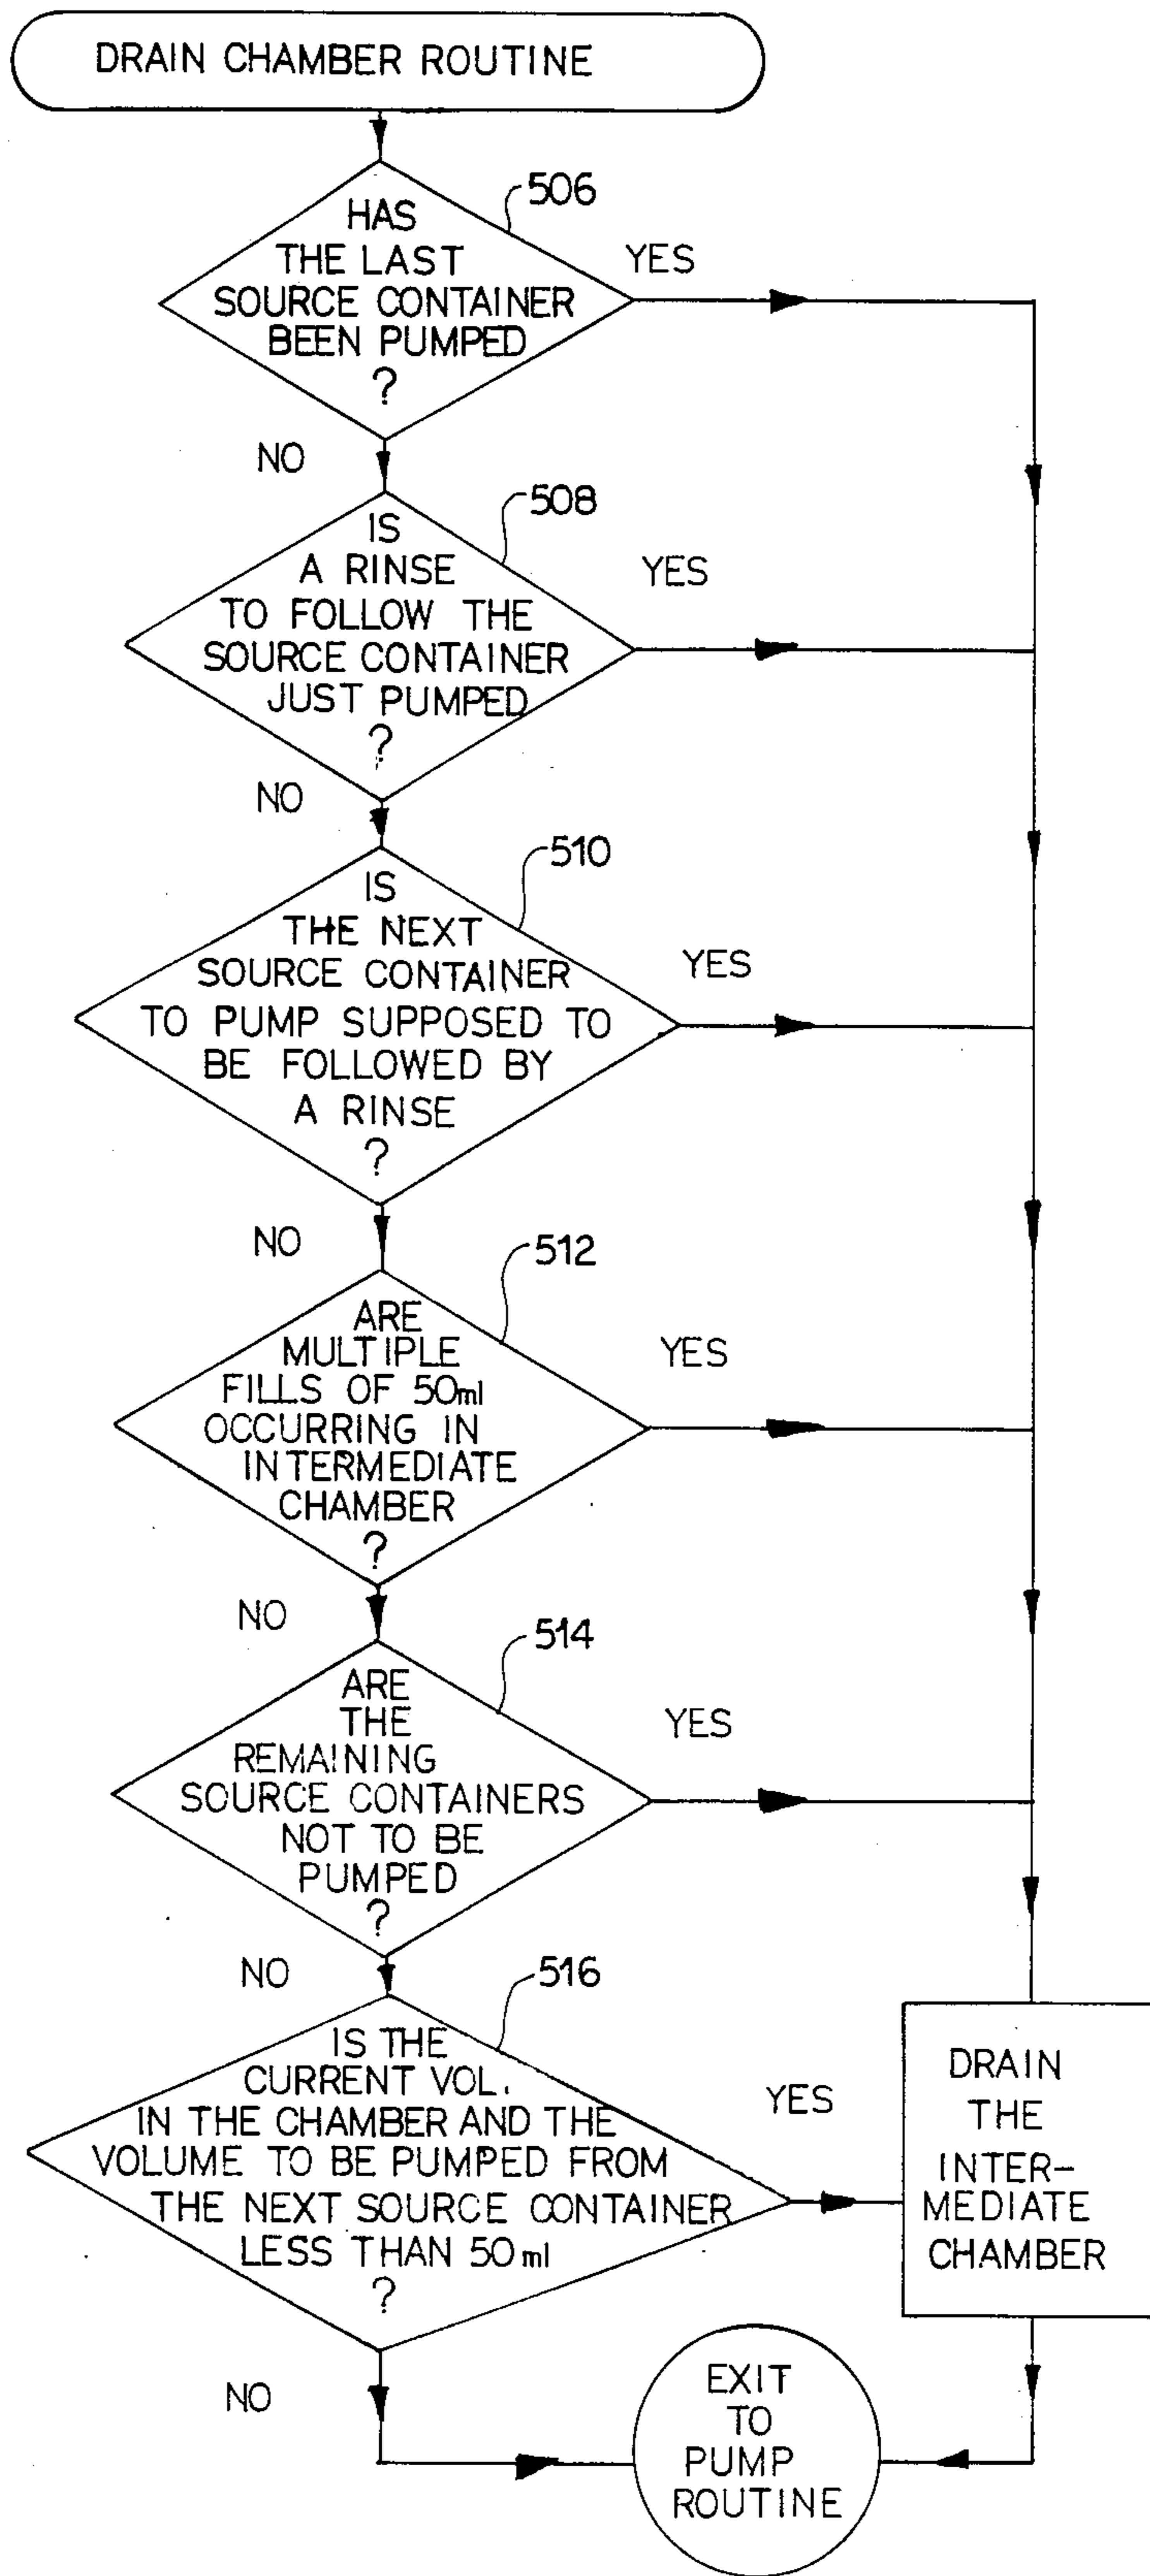 DRAIN CHAMBER ROUTINE
506
HAS
THE LAST
SOURCE CONTAINER
BEEN PUMPED
?
YES
NO
508
IS
A RINSE
TO FOLLOW THE
SOURCE CONTAINER
JUST PUMPED
?
YES
NO
510
IS
THE NEXT
SOURCE CONTAINER
TO PUMP SUPPOSED TO
BE FOLLOWED BY
A RINSE
?
YES
NO
512
ARE
MULTIPLE
FILLS OF 50ml
OCCURRING IN
INTERMEDIATE
CHAMBER
?
YES
NO
514
ARE
THE
REMAINING
SOURCE CONTAINERS
NOT TO BE
PUMPED
?
YES
NO
516
IS THE
CURRENT VOL.
IN THE CHAMBER AND THE
VOLUME TO BE PUMPED FROM
THE NEXT SOURCE CONTAINER
LESS THAN 50ml
?
YES
NO
DRAIN
THE
INTER-
MEDIATE
CHAMBER
EXIT
TO
PUMP
ROUTINE